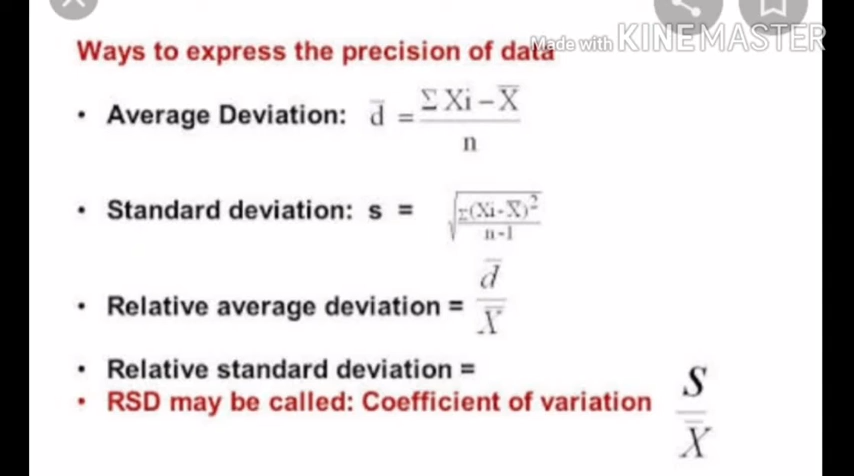 Ways to express the precision of data
Made with KINEMASTER
• Average Deviation: d̅ = Σ Xi – X̅ / n
• Standard deviation: s = √(Σ(Xi-X̅)² / n-1)
• Relative average deviation = d̅ / X̅
• Relative standard deviation =
• RSD may be called: Coefficient of variation S / X̅